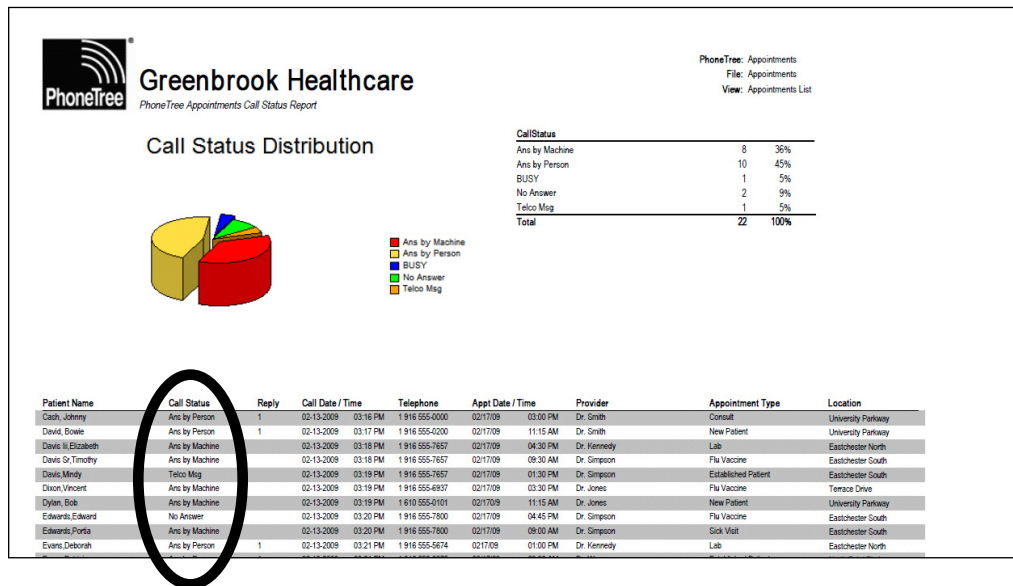 PhoneTree
®
Greenbrook Healthcare
PhoneTree Appointments Call Status Report
PhoneTree: Appointments
File: Appointments
View: Appointments List
Call Status Distribution
Ans by Machine
Ans by Person
BUSY
No Answer
Telco Msg
CallStatus
Ans by Machine 8 36%
Ans by Person 10 45%
BUSY 1 5%
No Answer 2 9%
Telco Msg 1 5%
Total 22 100%
Patient Name Call Status Reply Call Date / Time Telephone Appt Date / Time Provider Appointment Type Location
Cash, Johnny Ans by Person 1 02-13-2009 03:16 PM 1 916 555-0000 02/17/09 03:00 PM Dr. Smith Consult University Parkway
David, Bowie Ans by Person 1 02-13-2009 03:17 PM 1 916 555-0200 02/17/09 11:15 AM Dr. Smith New Patient University Parkway
Davis Iii,Elizabeth Ans by Machine 02-13-2009 03:18 PM 1 916 555-7657 02/17/09 04:30 PM Dr. Kennedy Lab Eastchester North
Davis Sr,Timothy Ans by Machine 02-13-2009 03:18 PM 1 916 555-7657 02/17/09 09:30 AM Dr. Simpson Flu Vaccine Eastchester South
Davis,Mindy Telco Msg 02-13-2009 03:19 PM 1 916 555-7657 02/17/09 01:30 PM Dr. Simpson Established Patient Eastchester South
Dixon,Vincent Ans by Machine 02-13-2009 03:19 PM 1 916 555-6937 02/17/09 03:30 PM Dr. Jones Flu Vaccine Terrace Drive
Dylan, Bob Ans by Machine 02-13-2009 03:19 PM 1 610 555-0101 02/170/9 11:15 AM Dr. Jones New Patient University Parkway
Edwards,Edward No Answer 02-13-2009 03:20 PM 1 916 555-7800 02/17/09 04:45 PM Dr. Simpson Flu Vaccine Eastchester South
Edwards,Portia Ans by Machine 02-13-2009 03:20 PM 1 916 555-7800 02/17/09 09:00 AM Dr. Simpson Sick Visit Eastchester South
Evans,Deborah Ans by Person 1 02-13-2009 03:21 PM 1 916 555-5674 0217/09 01:00 PM Dr. Kennedy Lab Eastchester North